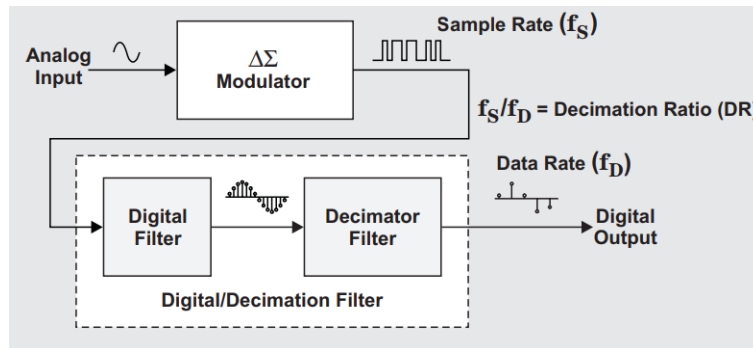 Sample Rate (fS)
Analog
Input
ΔΣ
Modulator
fS/fD = Decimation Ratio (DR)
Data Rate (fD)
Digital
Filter
Decimator
Filter
Digital
Output
Digital/Decimation Filter